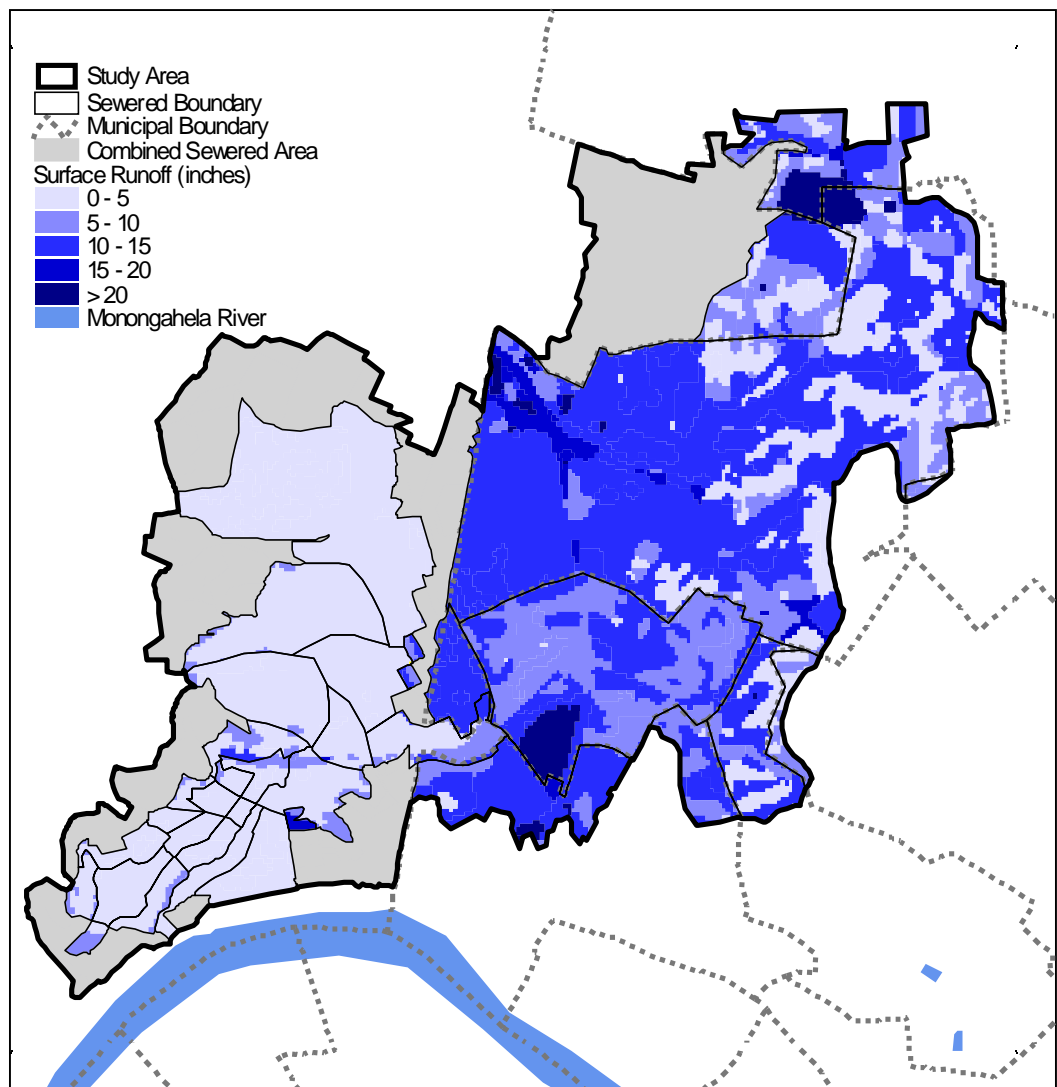 Study Area
Sewered Boundary
Municipal Boundary
Combined Sewered Area
Surface Runoff (inches)
0 - 5
5 - 10
10 - 15
15 - 20
> 20
Monongahela River